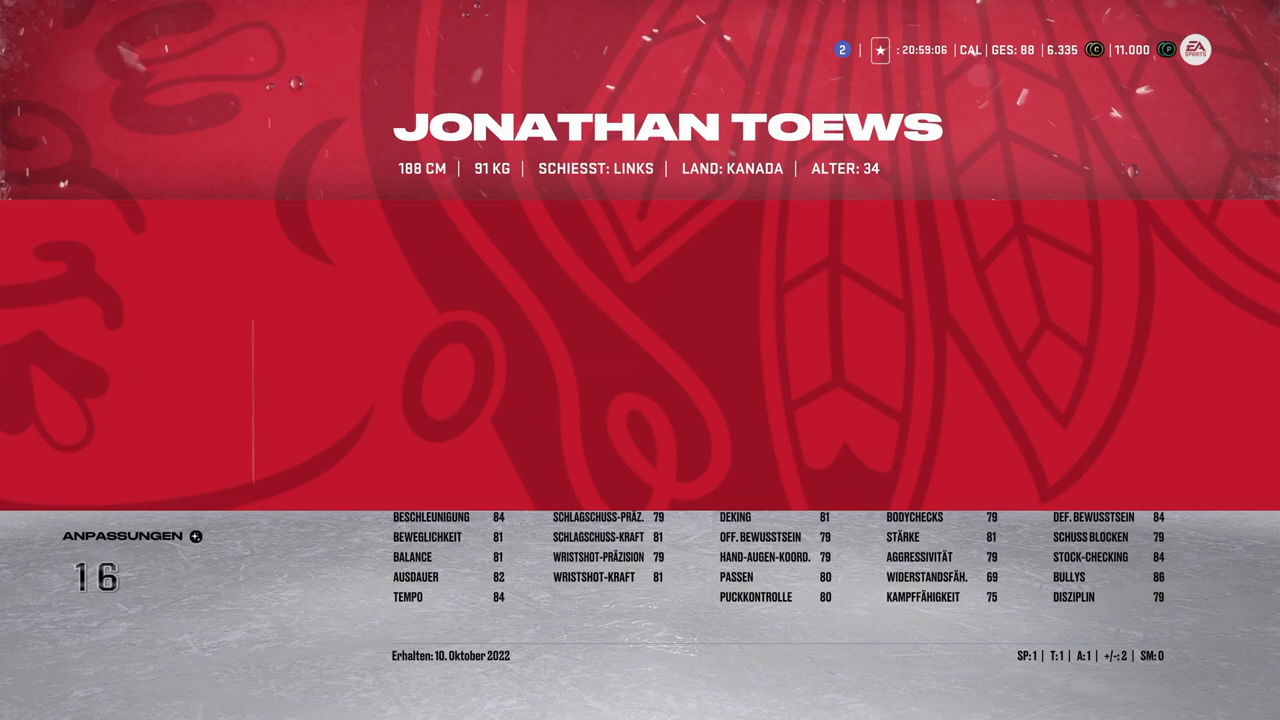 2 | ★ : 20:59:06 | CAL | GES: 88 | 6.335 C | 11.000 P EA SPORTS
JONATHAN TOEWS
188 CM | 91 KG | SCHIESST: LINKS | LAND: KANADA | ALTER: 34
BESCHLEUNIGUNG 84 SCHLAGSCHUSS-PRÄZ. 79 DEKING 81 BODYCHECKS 79 DEF. BEWUSSTSEIN 84
BEWEGLICHKEIT 81 SCHLAGSCHUSS-KRAFT 81 OFF. BEWUSSTSEIN 79 STÄRKE 81 SCHUSS BLOCKEN 79
BALANCE 81 WRISTSHOT-PRÄZISION 79 HAND-AUGEN-KOORD. 79 AGGRESSIVITÄT 79 STOCK-CHECKING 84
AUSDAUER 82 WRISTSHOT-KRAFT 81 PASSEN 80 WIDERSTANDSFÄH. 69 BULLYS 86
TEMPO 84 PUCKKONTROLLE 80 KAMPFFÄHIGKEIT 75 DISZIPLIN 79
ANPASSUNGEN
16
Erhalten: 10. Oktober 2022
SP: 1 | T: 1 | A: 1 | +/-: 2 | SM: 0